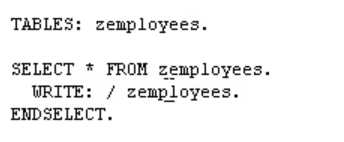 TABLES: zemployees.
SELECT * FROM zemployees.
WRITE: / zemployees.
ENDSELECT.